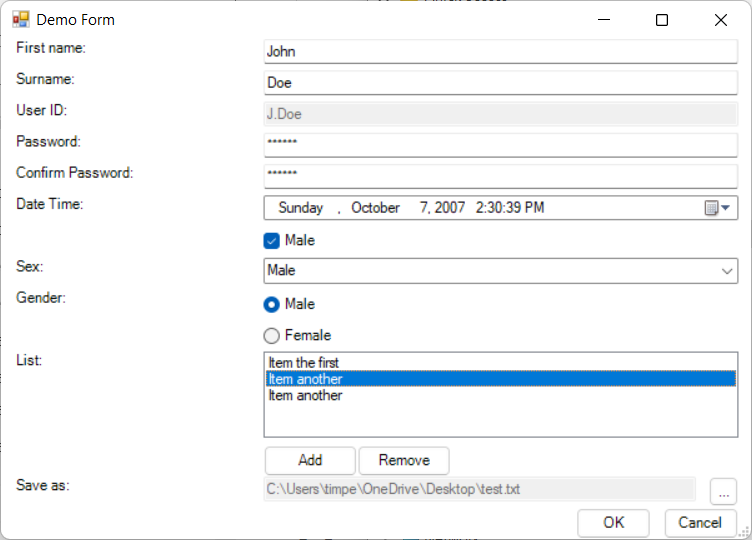 Demo Form
First name: John
Surname: Doe
User ID: J.Doe
Password: ******
Confirm Password: ******
Date Time: Sunday , October 7, 2007 2:30:39 PM
Male
Sex: Male
Gender: Male
Female
List: Item the first
Item another
Item another
Add Remove
Save as: C:\Users\timpe\OneDrive\Desktop\test.txt ...
OK Cancel